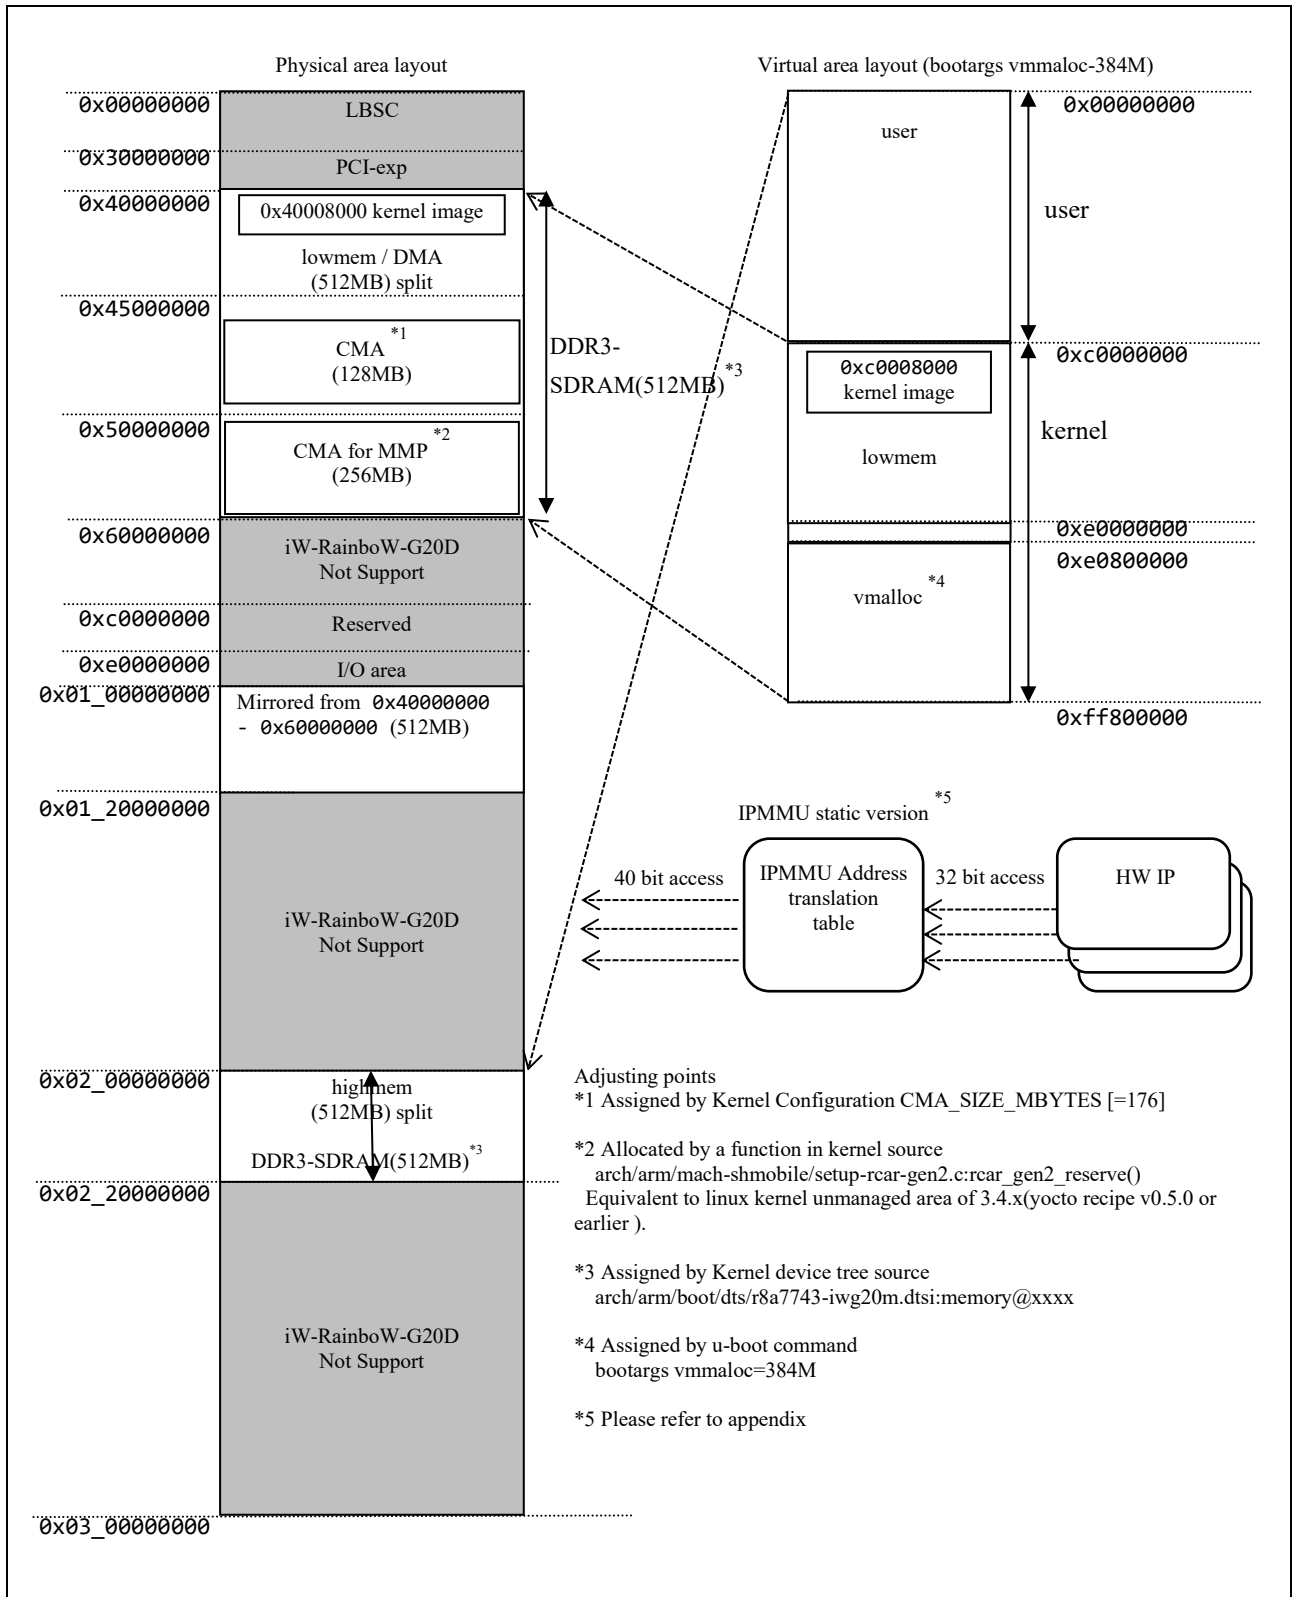 Physical area layout
0x00000000
LBSC
0x30000000
PCI-exp
0x40000000
0x40008000 kernel image
lowmem / DMA
(512MB) split
0x45000000
CMA *1
(128MB)
DDR3-
SDRAM(512MB)*3
0x50000000
CMA for MMP *2
(256MB)
0x60000000
iW-RainboW-G20D
Not Support
0xc0000000
Reserved
0xe0000000
I/O area
0x01_00000000
Mirrored from 0x40000000
- 0x60000000 (512MB)
0x01_20000000
iW-RainboW-G20D
Not Support
0x02_00000000
highmem
(512MB) split
DDR3-SDRAM(512MB)*3
0x02_20000000
iW-RainboW-G20D
Not Support
0x03_00000000
Virtual area layout (bootargs vmmaloc-384M)
0x00000000
user
user
0xc0000000
0xc0008000
kernel image
kernel
lowmem
0xe0000000
0xe0800000
vmalloc *4
0xff800000
IPMMU static version *5
40 bit access
IPMMU Address
translation
table
32 bit access
HW IP
Adjusting points
*1 Assigned by Kernel Configuration CMA_SIZE_MBYTES [=176]
*2 Allocated by a function in kernel source
arch/arm/mach-shmobile/setup-rcar-gen2.c:rcar_gen2_reserve()
Equivalent to linux kernel unmanaged area of 3.4.x(yocto recipe v0.5.0 or
earlier ).
*3 Assigned by Kernel device tree source
arch/arm/boot/dts/r8a7743-iwg20m.dtsi:memory@xxxx
*4 Assigned by u-boot command
bootargs vmmaloc=384M
*5 Please refer to appendix